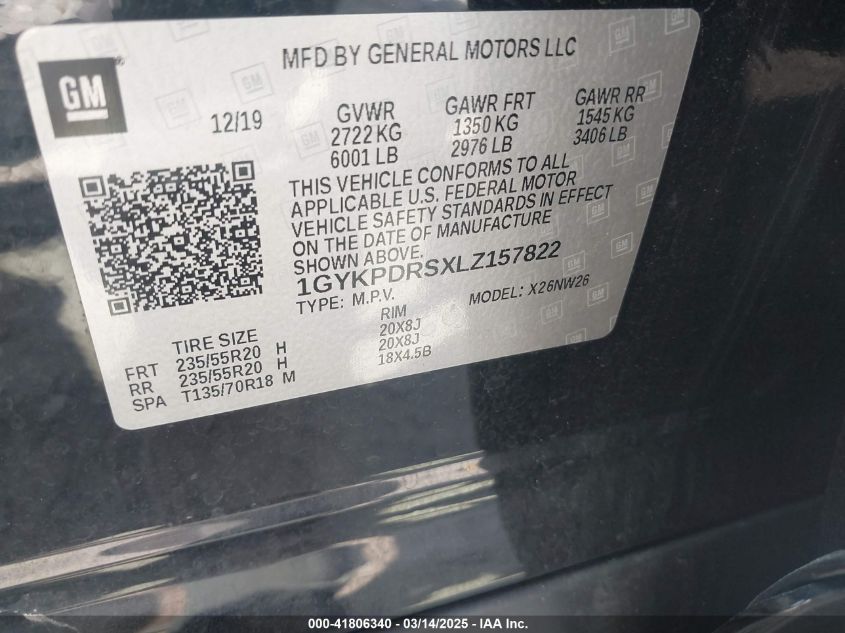 MFD BY GENERAL MOTORS LLC
GM
®
12/19
GVWR
2722 KG
6001 LB
GAWR FRT
1350 KG
2976 LB
GAWR RR
1545 KG
3406 LB
THIS VEHICLE CONFORMS TO ALL
APPLICABLE U.S. FEDERAL MOTOR
VEHICLE SAFETY STANDARDS IN EFFECT
ON THE DATE OF MANUFACTURE
SHOWN ABOVE.
1GYKPDRSXLZ157822
TYPE: M.P.V.
MODEL: X26NW26
TIRE SIZE
RIM
FRT 235/55R20 H 20X8J
RR 235/55R20 H 20X8J
SPA T135/70R18 M 18X4.5B
000-41806340 - 03/14/2025 - IAA Inc.